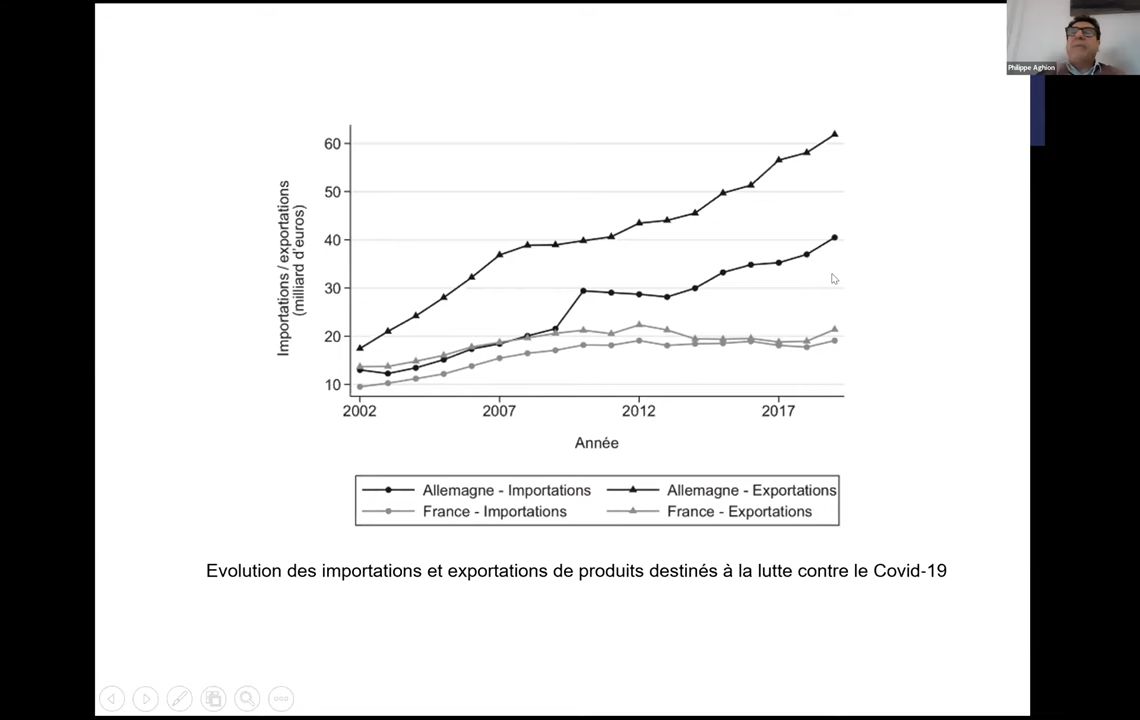 Philippe Aghion
Importations / exportations
(milliard d'euros)
60
50
40
30
20
10
2002
2007
2012
2017
Année
Allemagne - Importations
Allemagne - Exportations
France - Importations
France - Exportations
Evolution des importations et exportations de produits destinés à la lutte contre le Covid-19